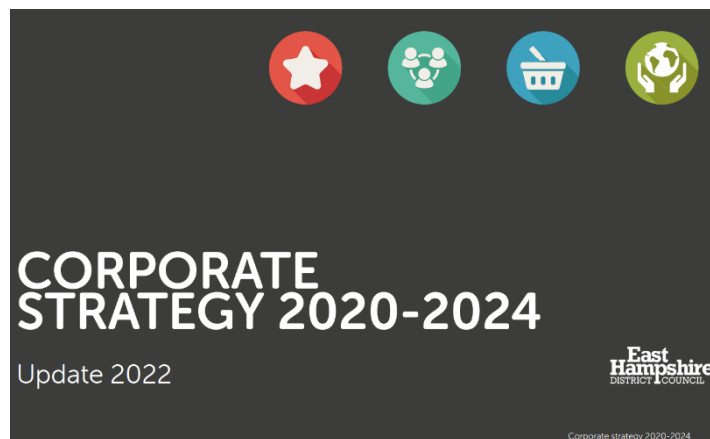 CORPORATE
STRATEGY 2020-2024
Update 2022
East
Hampshire
DISTRICT COUNCIL
Corporate strategy 2020-2024